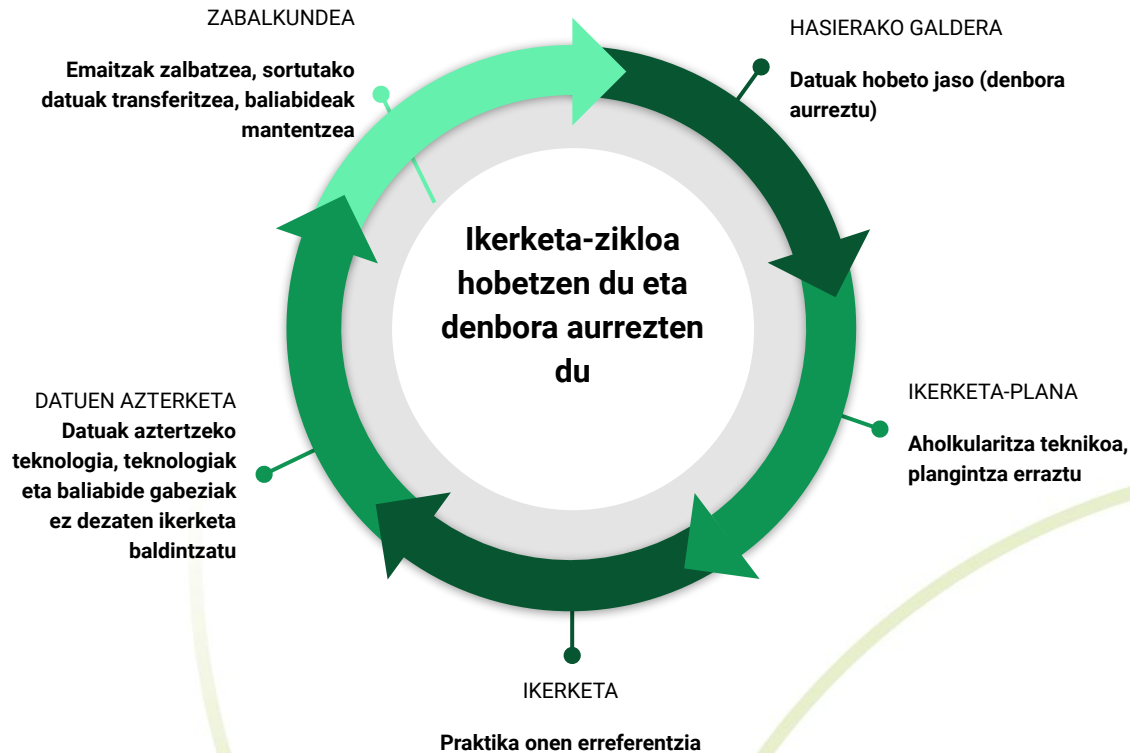 ZABALKUNDEA
Emaitzak zalbatzea, sortutako
datuak transferitzea, baliabideak
mantentzea
HASIERAKO GALDERA
Datuak hobeto jaso (denbora
aurreztu)
Ikerketa-zikloa
hobetzen du eta
denbora aurrezten
du
IKERKETA-PLANA
Aholkularitza teknikoa,
plangintza erraztu
DATUEN AZTERKETA
Datuak aztertzeko
teknologia, teknologiak
eta baliabide gabeziak
ez dezaten ikerketa
baldintzatu
IKERKETA
Praktika onen erreferentzia